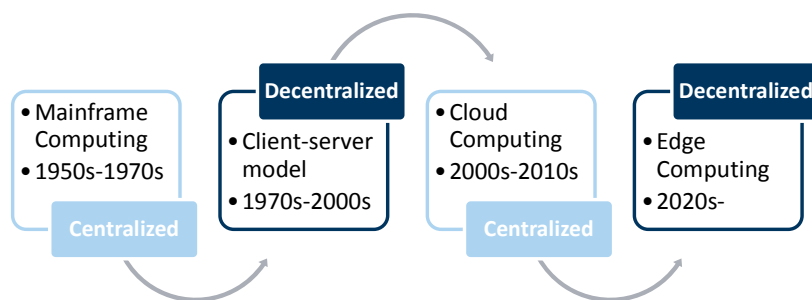 • Mainframe
Computing
• 1950s-1970s
Centralized
Decentralized
• Client-server
model
• 1970s-2000s
• Cloud
Computing
• 2000s-2010s
Centralized
Decentralized
• Edge
Computing
• 2020s-